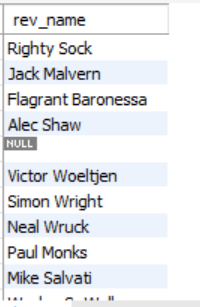 rev_name
Righty Sock
Jack Malvern
Flagrant Baronessa
Alec Shaw
NULL
Victor Woeltjen
Simon Wright
Neal Wruck
Paul Monks
Mike Salvati